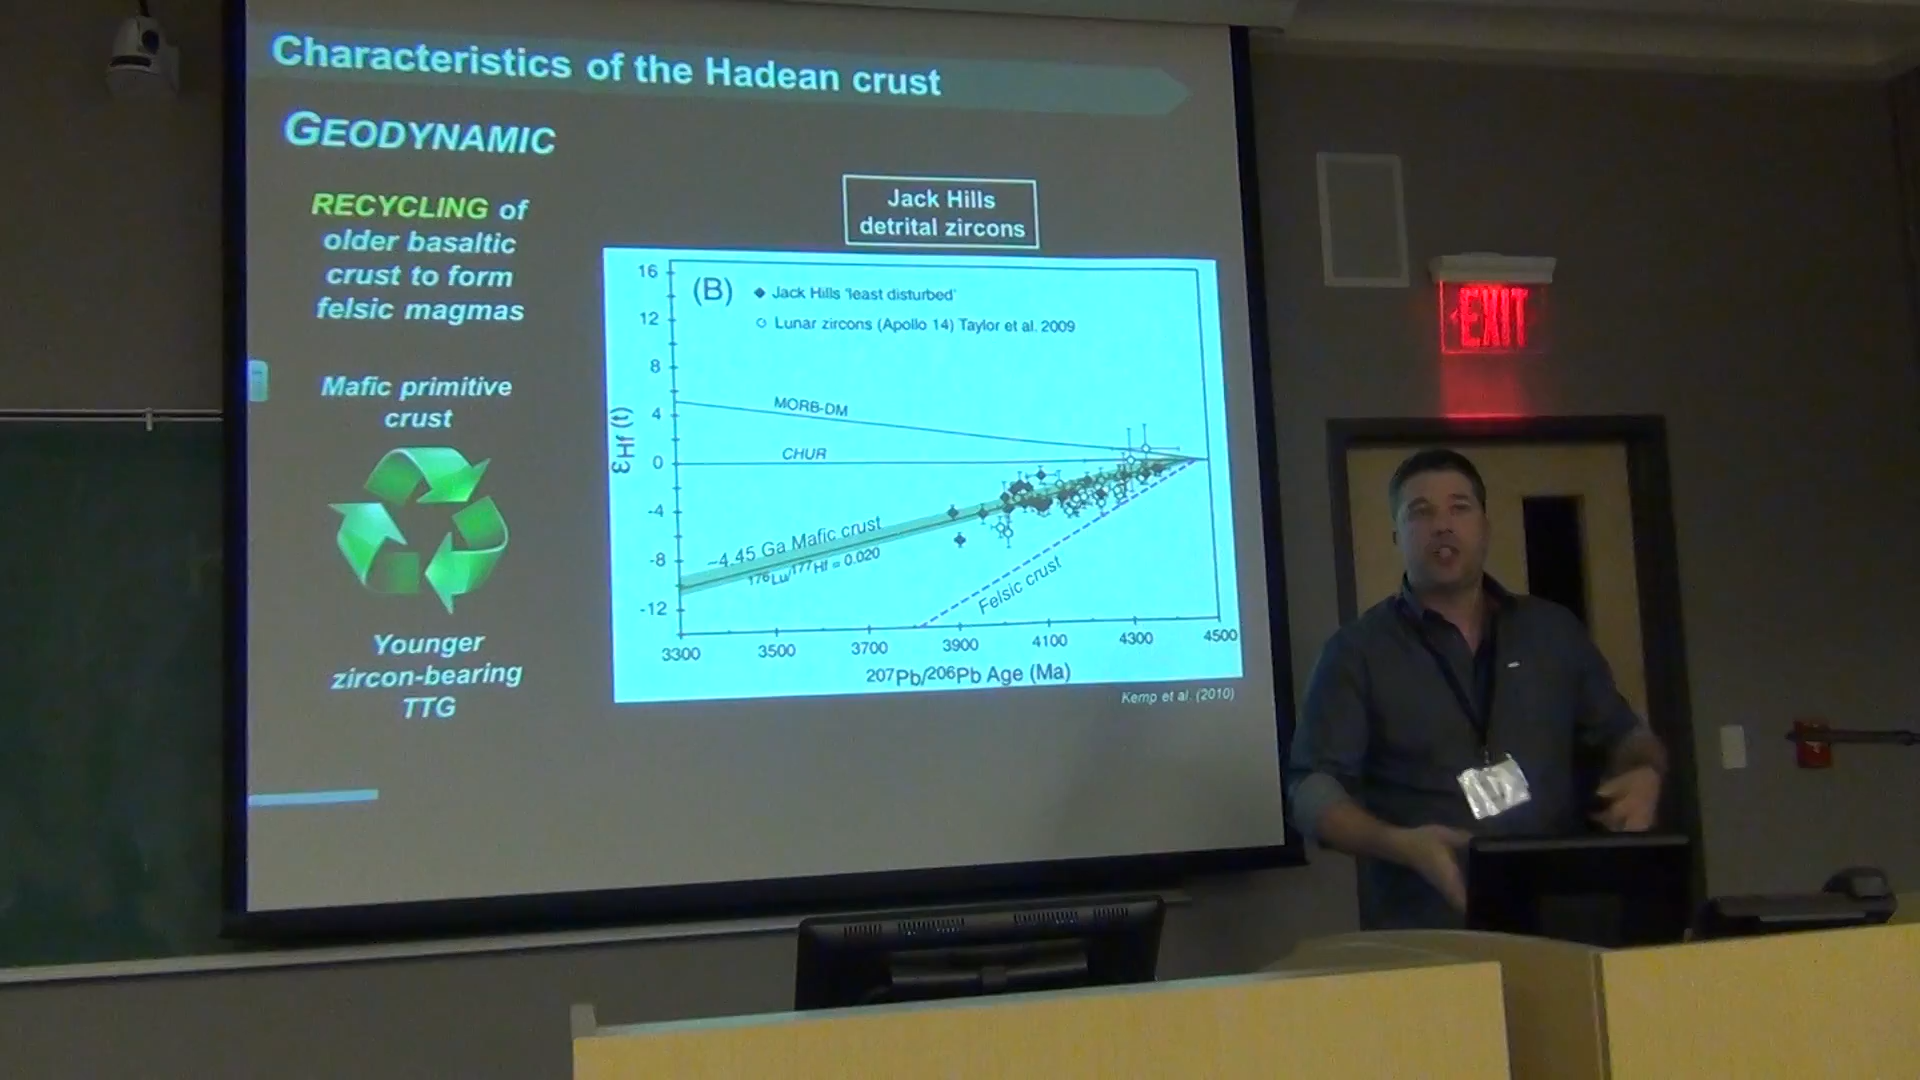 Characteristics of the Hadean crust
GEODYNAMIC
RECYCLING of
older basaltic
crust to form
felsic magmas
Mafic primitive
crust
Younger
zircon-bearing
TTG
Jack Hills
detrital zircons
(B)
Jack Hills 'least disturbed'
Lunar zircons (Apollo 14) Taylor et al. 2009
16
12
8
4
0
-4
-8
-12
εHf (t)
MORB-DM
CHUR
~4.45 Ga Mafic crust
176Lu/177Hf = 0.020
Felsic crust
3300 3500 3700 3900 4100 4300 4500
207Pb/206Pb Age (Ma)
Kemp et al. (2010)
EXIT